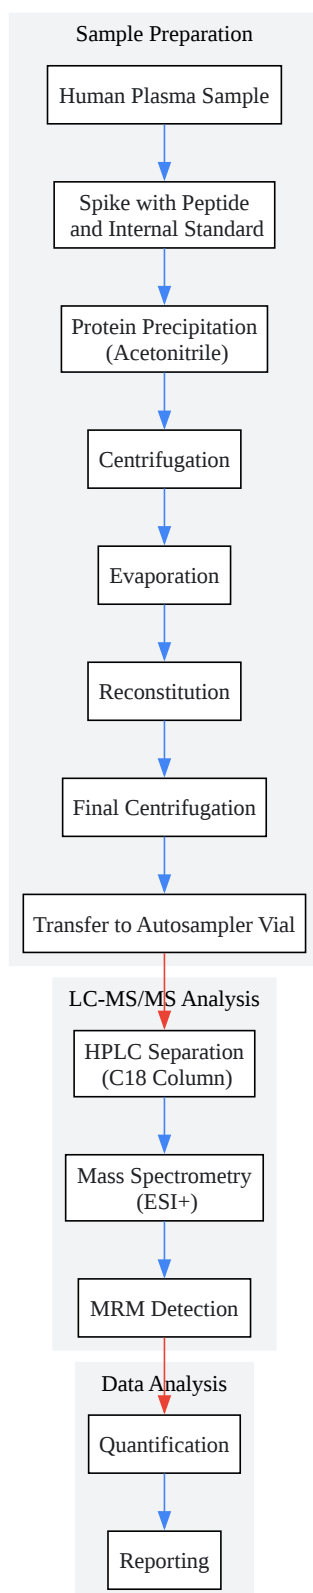 Sample Preparation
Human Plasma Sample
Spike with Peptide
and Internal Standard
Protein Precipitation
(Acetonitrile)
Centrifugation
Evaporation
Reconstitution
Final Centrifugation
Transfer to Autosampler Vial
LC-MS/MS Analysis
HPLC Separation
(C18 Column)
Mass Spectrometry
(ESI+)
MRM Detection
Data Analysis
Quantification
Reporting